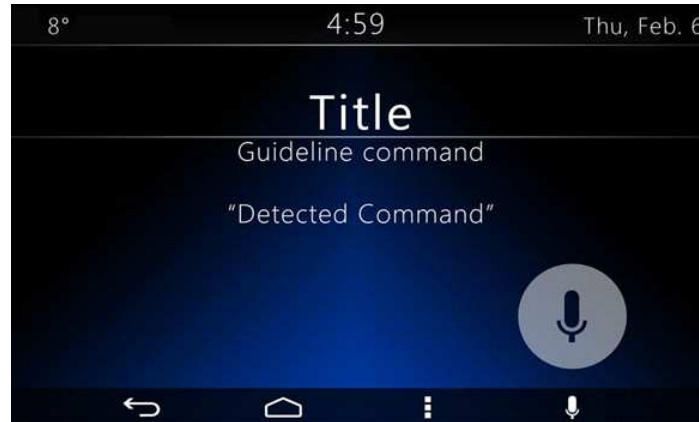 8° 4:59 Thu, Feb. 6
Title
Guideline command
“Detected Command”